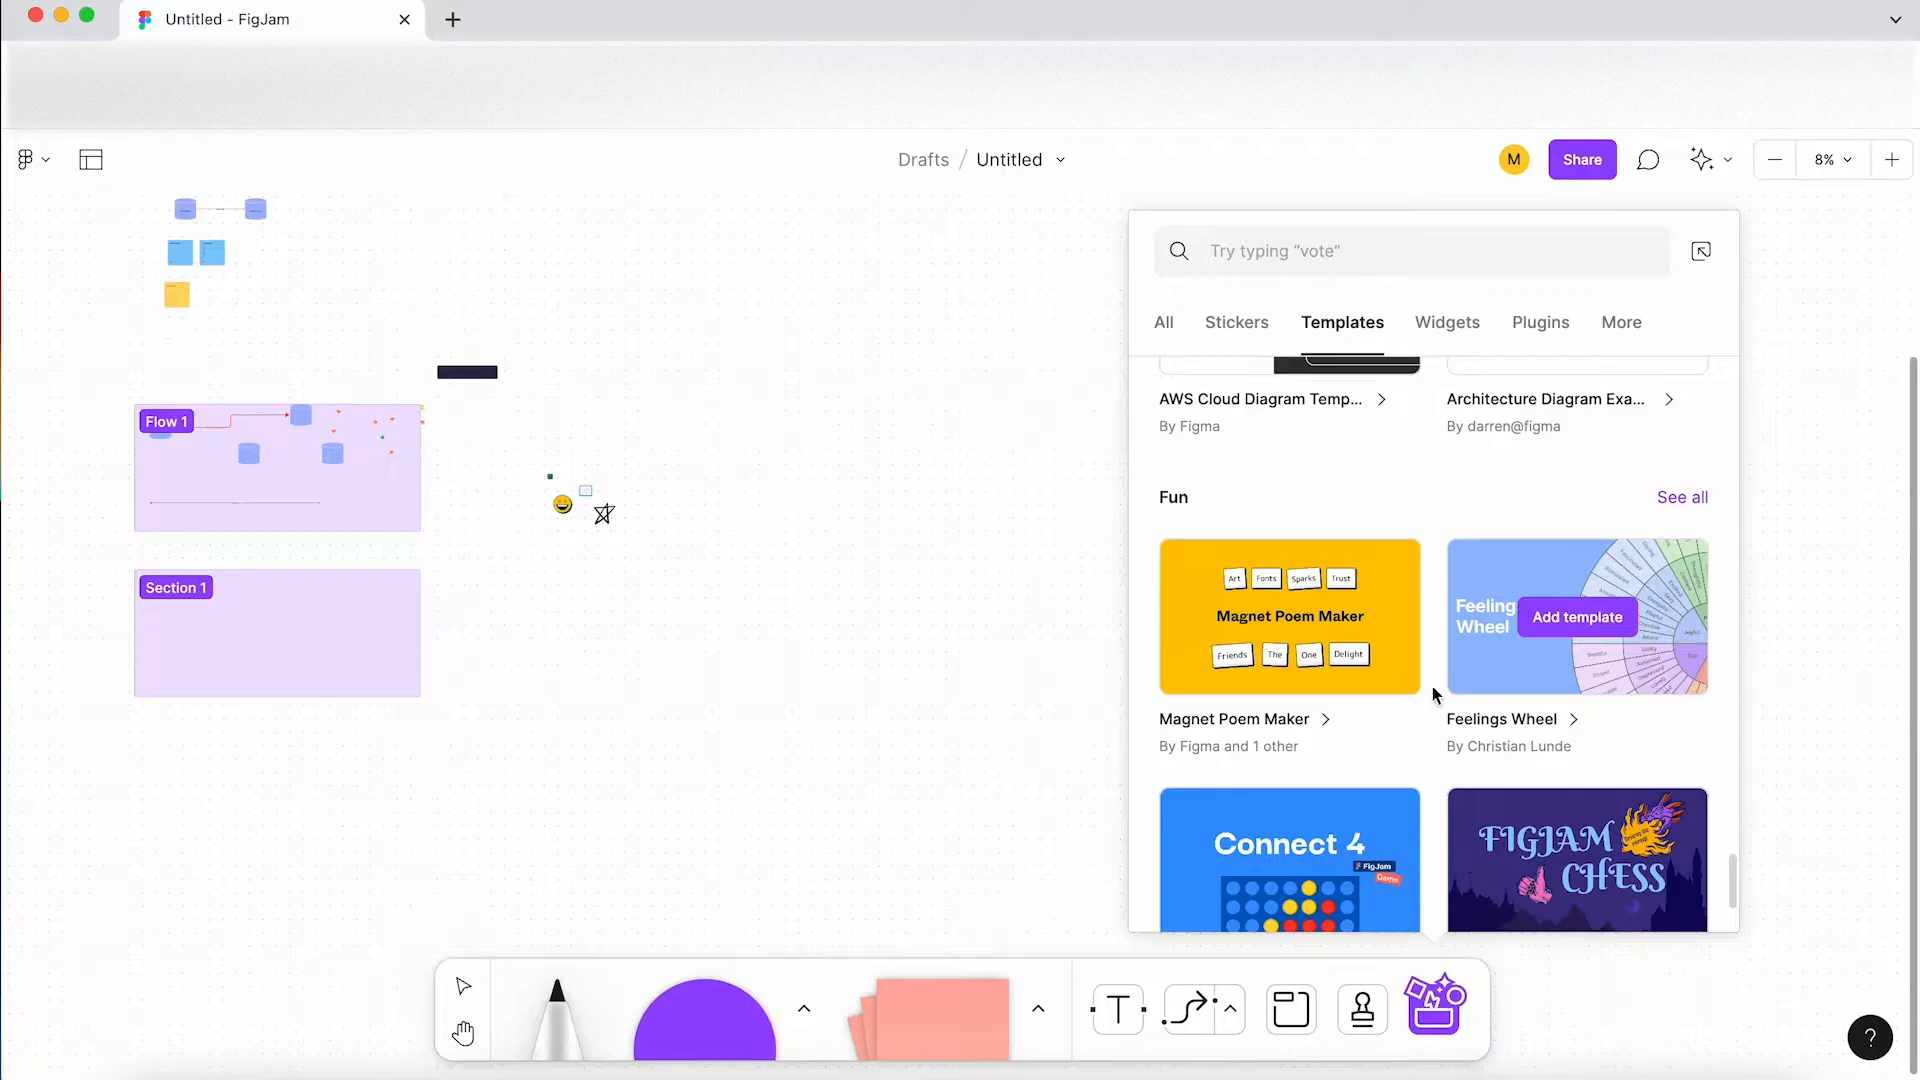 Untitled - FigJam
Drafts / Untitled
M
Share
8%
Try typing “vote”
All
Stickers
Templates
Widgets
Plugins
More
AWS Cloud Diagram Temp...
By Figma
Architecture Diagram Exa...
By darren@figma
Flow 1
Section 1
Fun
See all
Art
Fonts
Sparks
Trust
Magnet Poem Maker
Friends
The
One
Delight
Feeling
Wheel
Add template
Magnet Poem Maker
By Figma and 1 other
Feelings Wheel
By Christian Lunde
Connect 4
FigJam
Game
FIGJAM
CHESS
T
?